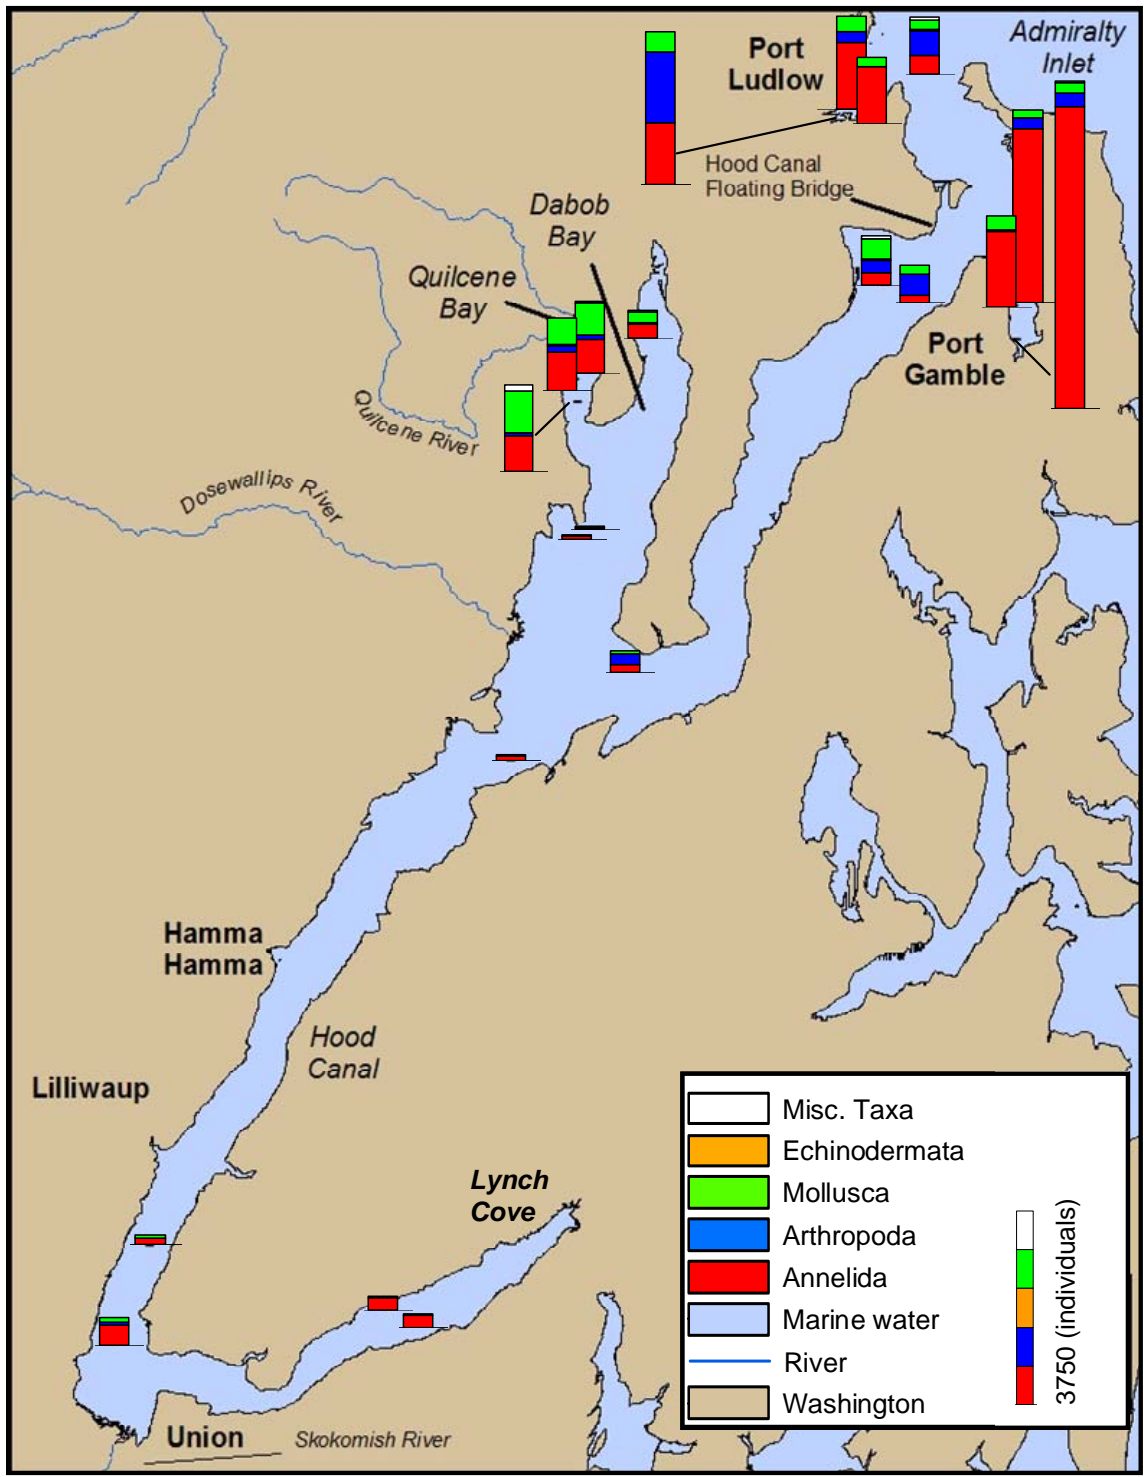 Admiralty
Inlet
Port
Ludlow
Hood Canal
Floating Bridge
Dabob
Bay
Quilcene
Bay
Port
Gamble
Quilcene River
Dosewallips River
Hamma
Hamma
Hood
Canal
Lilliwaup
Lynch
Cove
Union
Skokomish River
Misc. Taxa
Echinodermata
Mollusca
Arthropoda
Annelida
Marine water
River
Washington
3750 (individuals)